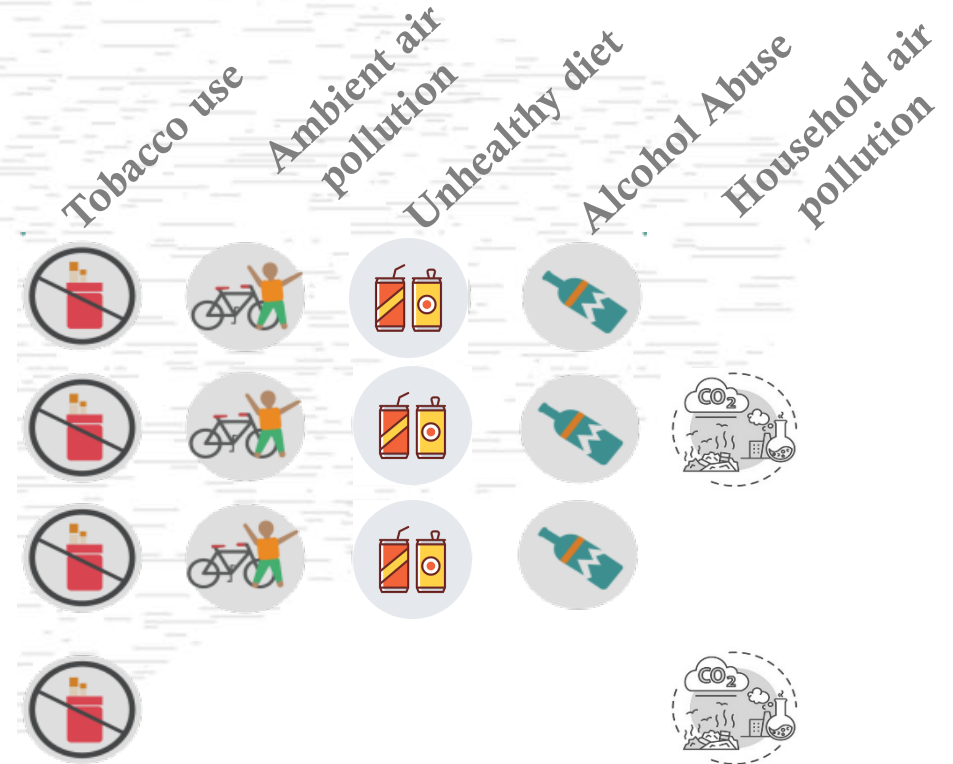 Tobacco use
Ambient air
pollution
Unhealthy diet
Alcohol Abuse
Household air
pollution
CO2
CO2